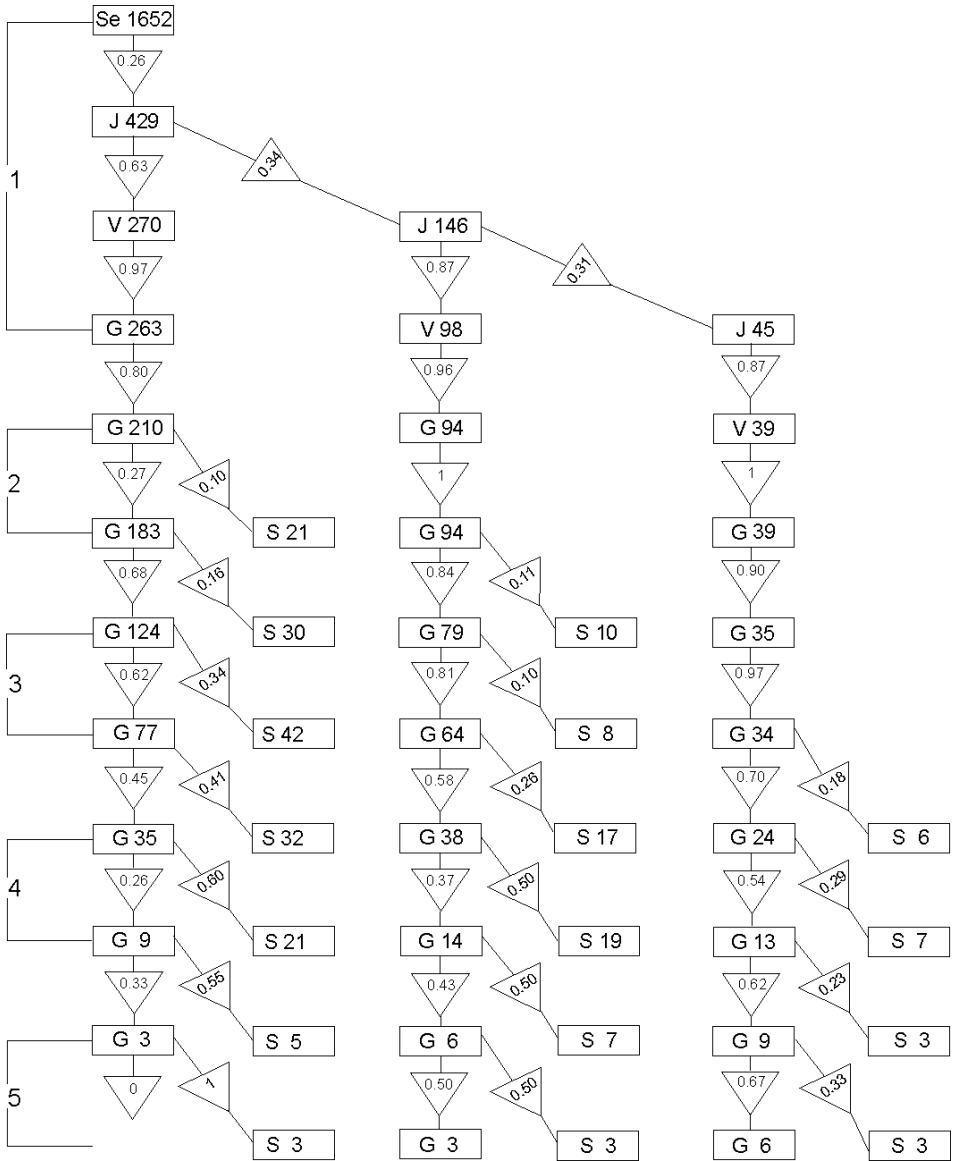 Se 1652
0.26
J 429
0.63 0.34
1
V 270 J 146
0.97 0.87 0.31
G 263 V 98 J 45
0.80 0.96 0.87
G 210 G 94 V 39
2 0.27 0.10 1 1
G 183 S 21 G 94 G 39
0.68 0.16 0.84 0.11 0.90
G 124 S 30 G 79 S 10 G 35
3 0.62 0.34 0.81 0.10 0.97
G 77 S 42 G 64 S 8 G 34
0.45 0.41 0.58 0.26 0.70 0.18
G 35 S 32 G 38 S 17 G 24 S 6
4 0.26 0.60 0.37 0.50 0.54 0.29
G 9 S 21 G 14 S 19 G 13 S 7
0.33 0.55 0.43 0.50 0.62 0.23
G 3 S 5 G 6 S 7 G 9 S 3
5 0 1 0.50 0.50 0.67 0.33
S 3 G 3 S 3 G 6 S 3